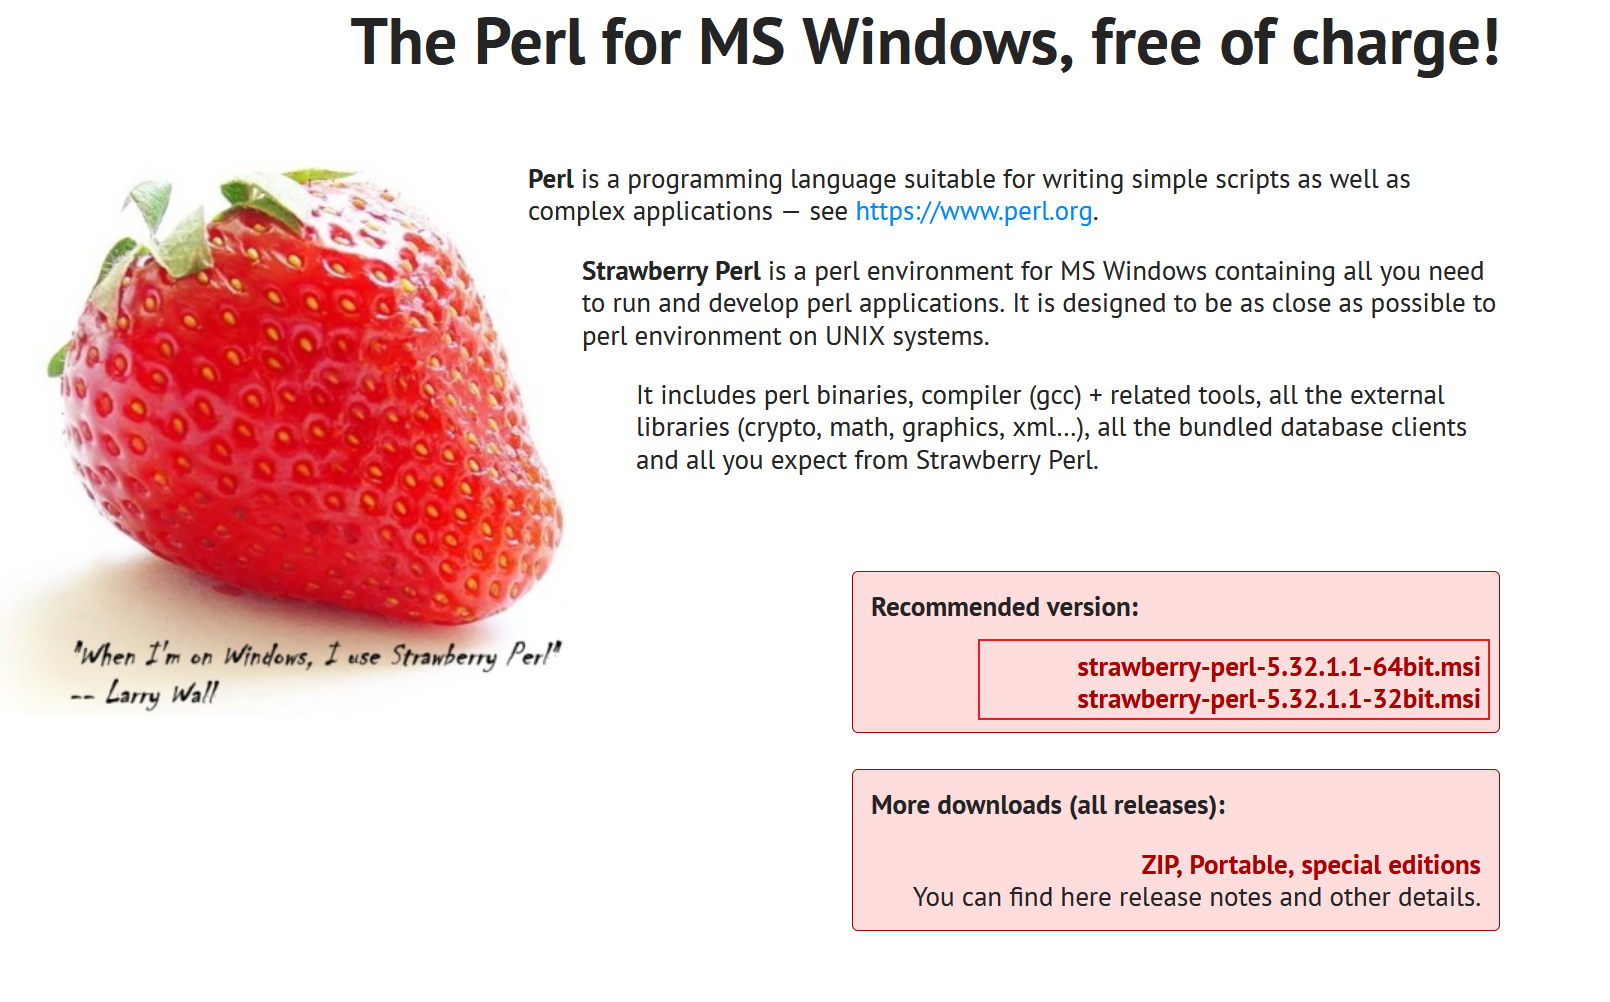 The Perl for MS Windows, free of charge!
Perl is a programming language suitable for writing simple scripts as well as
complex applications — see https://www.perl.org.
Strawberry Perl is a perl environment for MS Windows containing all you need
to run and develop perl applications. It is designed to be as close as possible to
perl environment on UNIX systems.
It includes perl binaries, compiler (gcc) + related tools, all the external
libraries (crypto, math, graphics, xml...), all the bundled database clients
and all you expect from Strawberry Perl.
"When I'm on Windows, I use Strawberry Perl"
-- Larry Wall
Recommended version:
strawberry-perl-5.32.1.1-64bit.msi
strawberry-perl-5.32.1.1-32bit.msi
More downloads (all releases):
ZIP, Portable, special editions
You can find here release notes and other details.